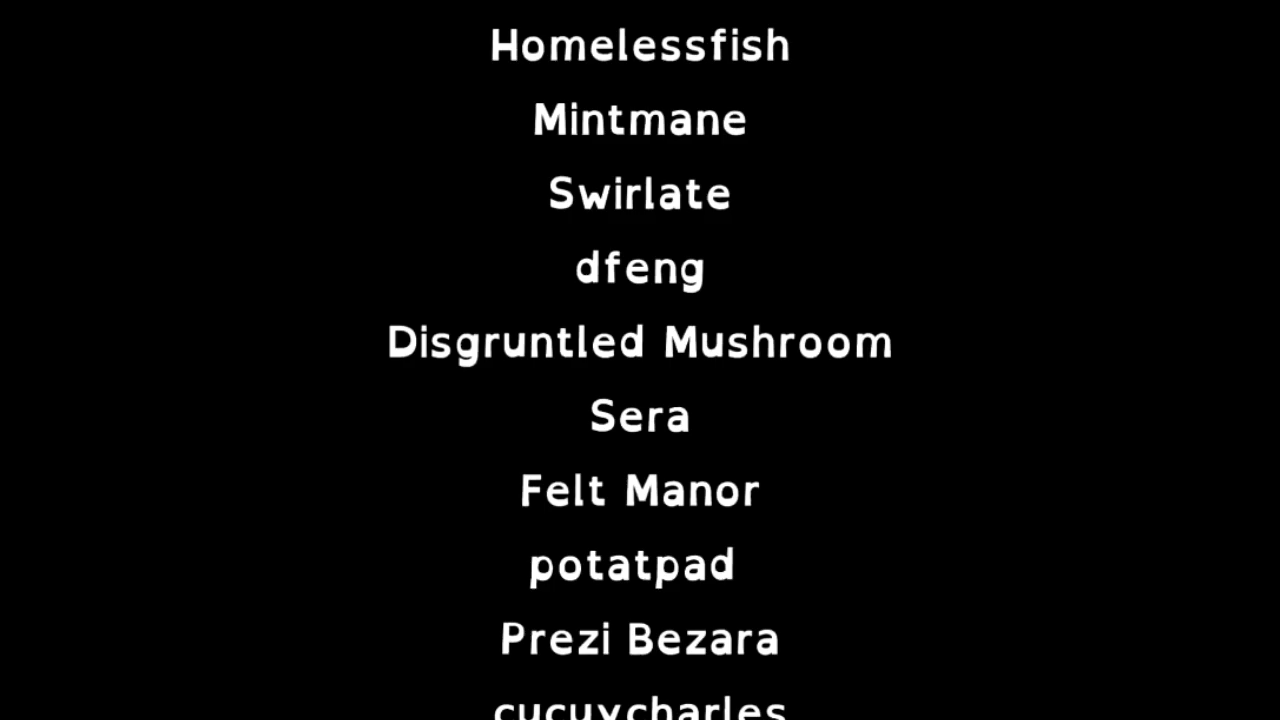 Homelessfish
Mintmane
Swirlate
dfeng
Disgruntled Mushroom
Sera
Felt Manor
potatpad
Prezi Bezara
cucuycharles